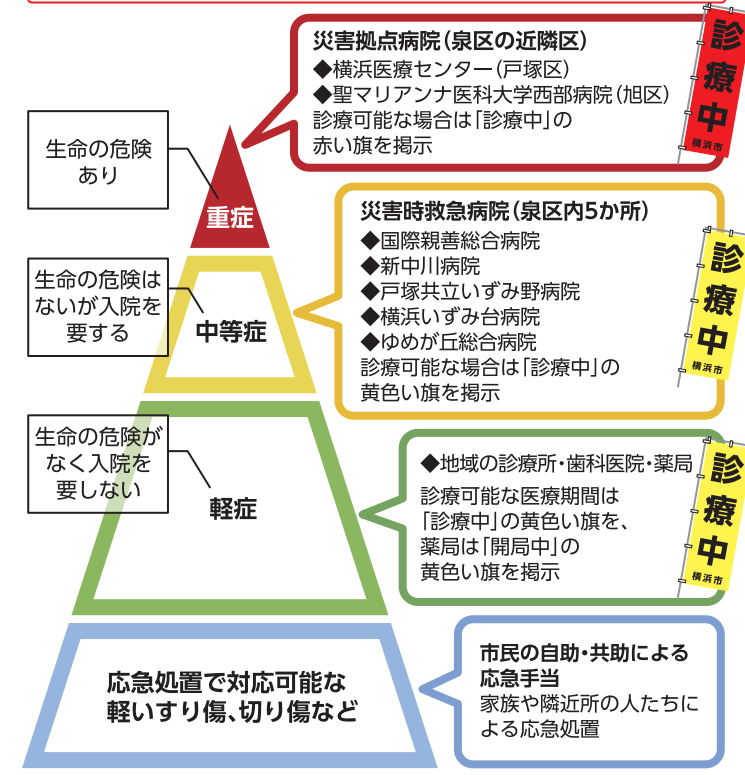 災害拠点病院（泉区の近隣区）
◆横浜医療センター（戸塚区）
◆聖マリアンナ医科大学西部病院（旭区）
診療可能な場合は「診療中」の
赤い旗を掲示
診療中
横浜市
生命の危険
あり
重症
災害時救急病院（泉区内5か所）
◆国際親善総合病院
◆新中川病院
◆戸塚共立いずみ野病院
◆横浜いずみ台病院
◆ゆめが丘総合病院
診療可能な場合は「診療中」の
黄色い旗を掲示
診療中
横浜市
生命の危険は
ないが入院を
要する
中等症
生命の危険が
なく入院を
要しない
軽症
◆地域の診療所・歯科医院・薬局
診療可能な医療期間は
「診療中」の黄色い旗を、
薬局は「開局中」の
黄色い旗を掲示
診療中
横浜市
応急処置で対応可能な
軽いすり傷、切り傷など
市民の自助・共助による
応急手当
家族や隣近所の人たちに
よる応急処置